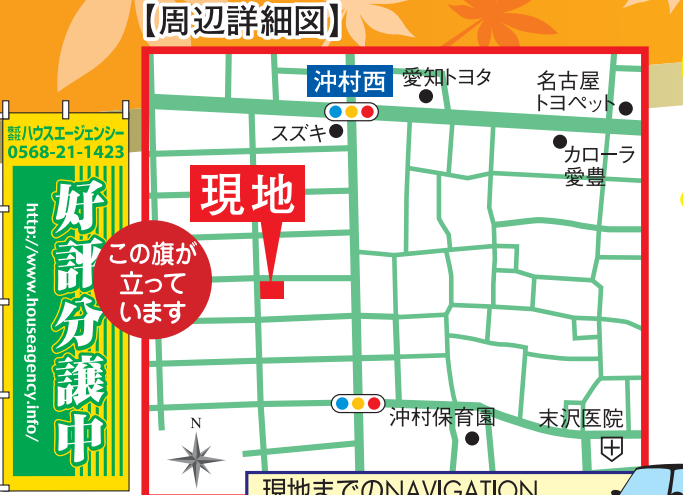 【周辺詳細図】
沖村西
愛知トヨタ
名古屋
トヨペット
スズキ
カローラ
愛豊
現地
株式会社ハウスエージェンシー
0568-21-1423
好評分譲中
http://www.houseagency.info/
この旗が
立って
います
沖村保育園
末沢医院
N
現地までのNAVIGATION